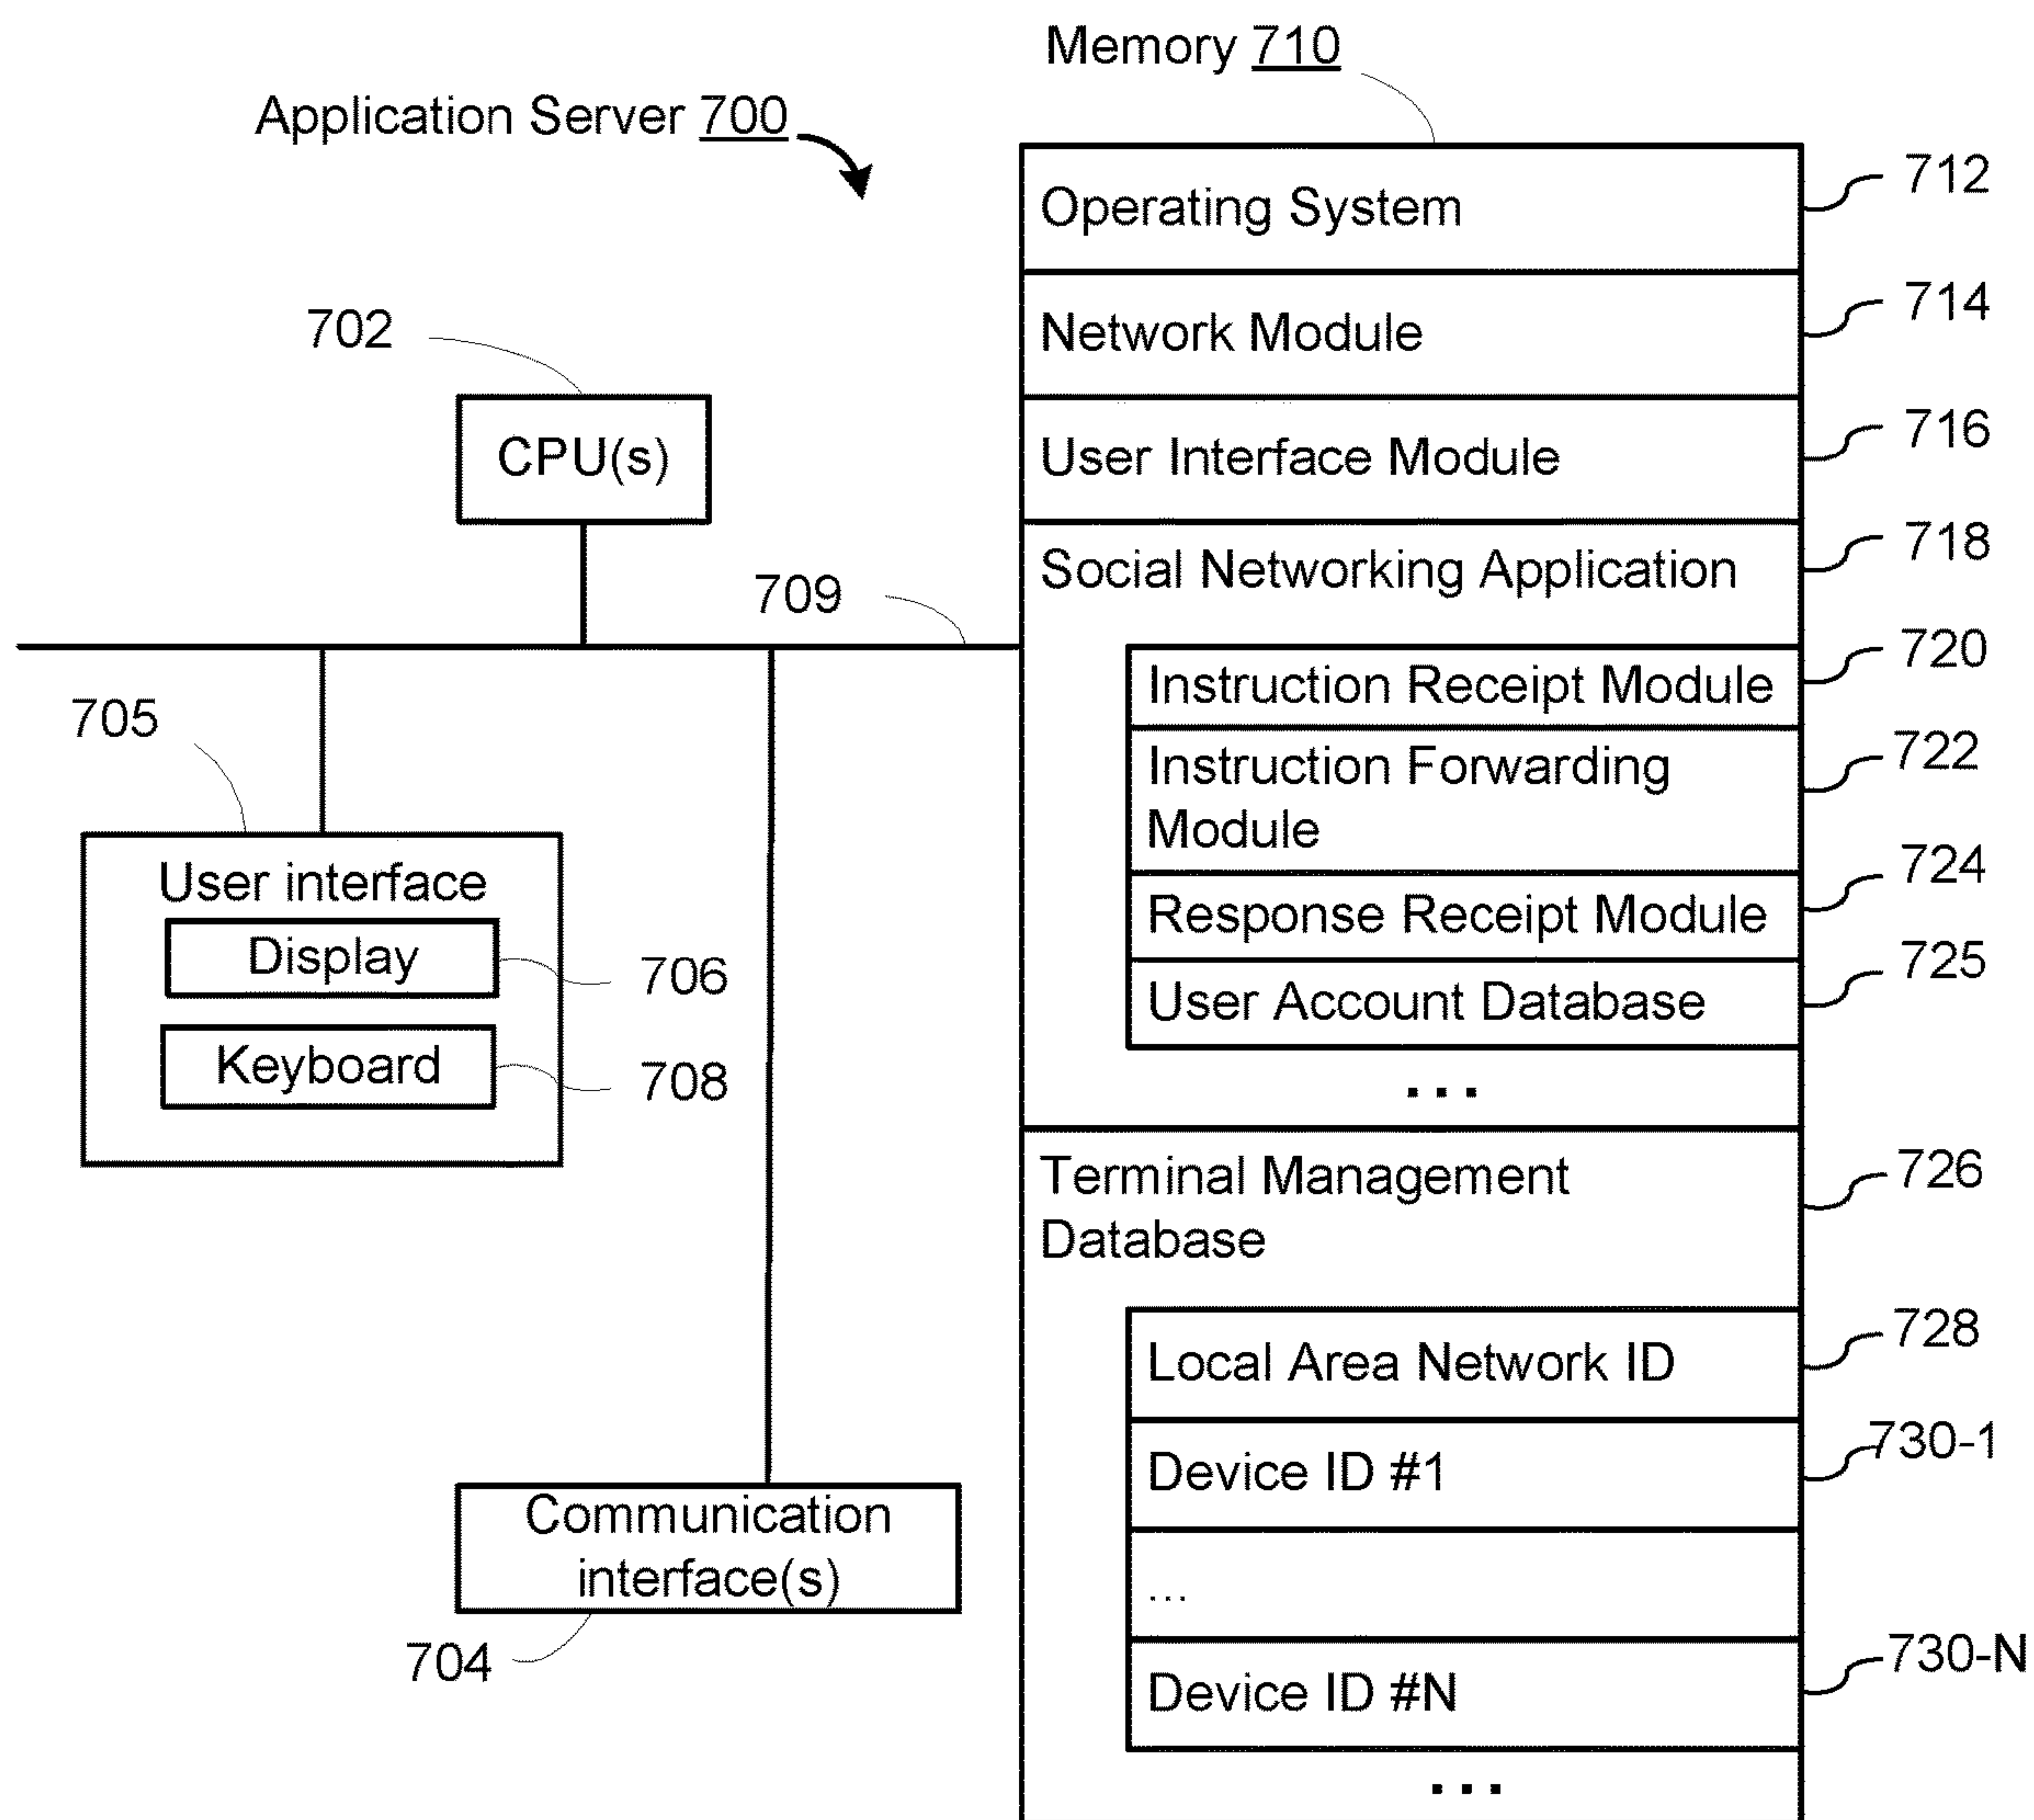 Memory 710
Application Server 700
Operating System
712
Network Module
714
702
CPU(s)
User Interface Module
716
Social Networking Application
718
709
Instruction Receipt Module
720
705
Instruction Forwarding
Module
722
User interface
Display
706
Keyboard
708
Response Receipt Module
724
User Account Database
725
...
Terminal Management
Database
726
Local Area Network ID
728
Device ID #1
730-1
Communication
interface(s)
704
...
Device ID #N
730-N
...